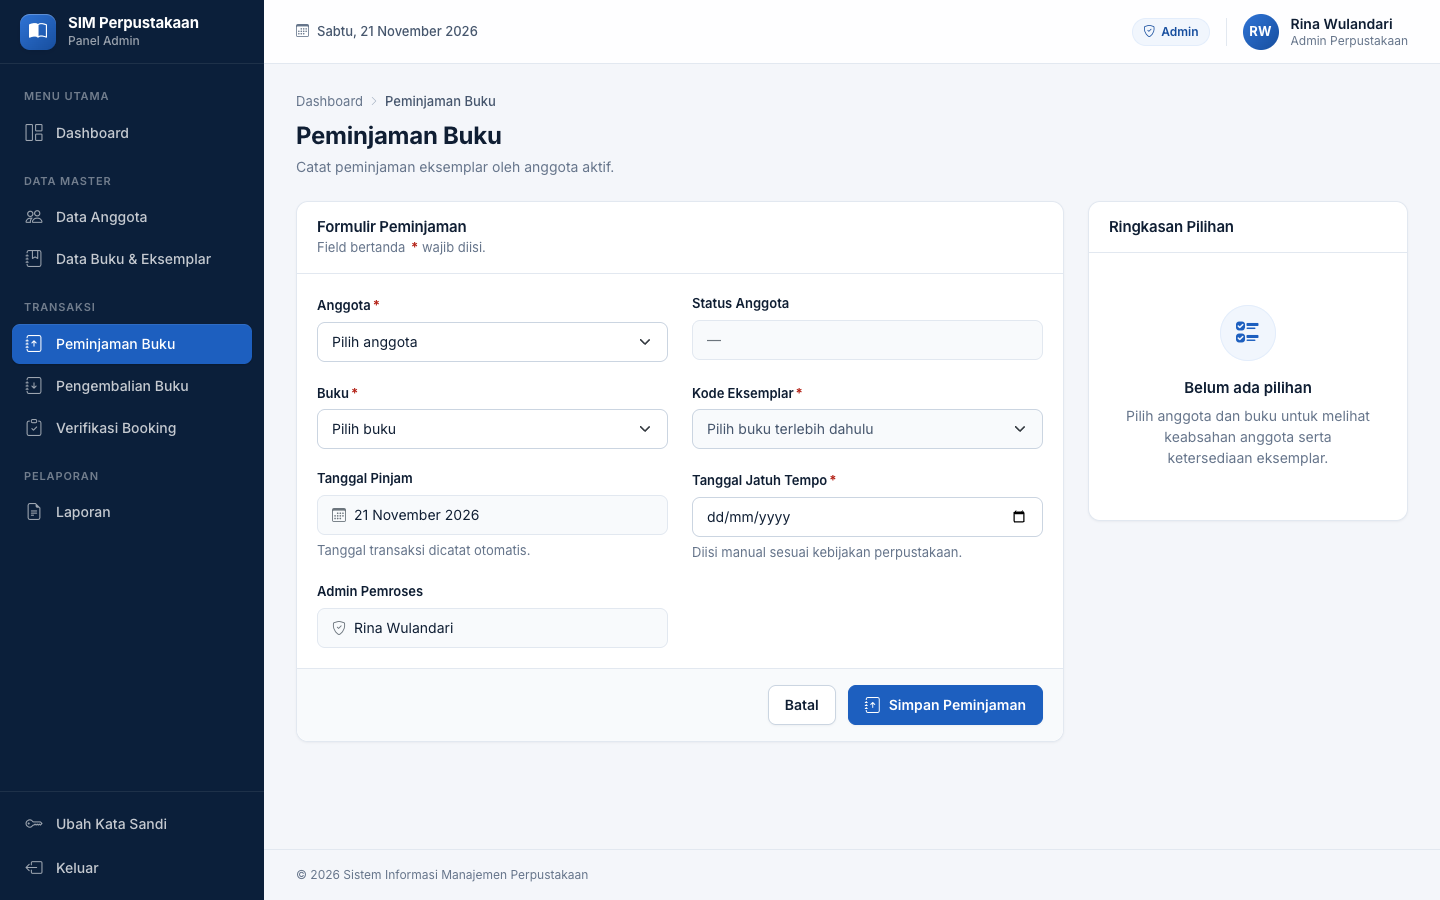 SIM Perpustakaan
Panel Admin
MENU UTAMA
Dashboard
DATA MASTER
Data Anggota
Data Buku & Eksemplar
TRANSAKSI
Peminjaman Buku
Pengembalian Buku
Verifikasi Booking
PELAPORAN
Laporan
Ubah Kata Sandi
Keluar
Sabtu, 21 November 2026
Admin
RW
Rina Wulandari
Admin Perpustakaan
Dashboard > Peminjaman Buku
Peminjaman Buku
Catat peminjaman eksemplar oleh anggota aktif.
Formulir Peminjaman
Field bertanda * wajib diisi.
Anggota *
Pilih anggota
Status Anggota
—
Buku *
Pilih buku
Kode Eksemplar *
Pilih buku terlebih dahulu
Tanggal Pinjam
21 November 2026
Tanggal transaksi dicatat otomatis.
Tanggal Jatuh Tempo *
dd/mm/yyyy
Diisi manual sesuai kebijakan perpustakaan.
Admin Pemroses
Rina Wulandari
Batal
Simpan Peminjaman
Ringkasan Pilihan
Belum ada pilihan
Pilih anggota dan buku untuk melihat
keabsahan anggota serta
ketersediaan eksemplar.
© 2026 Sistem Informasi Manajemen Perpustakaan